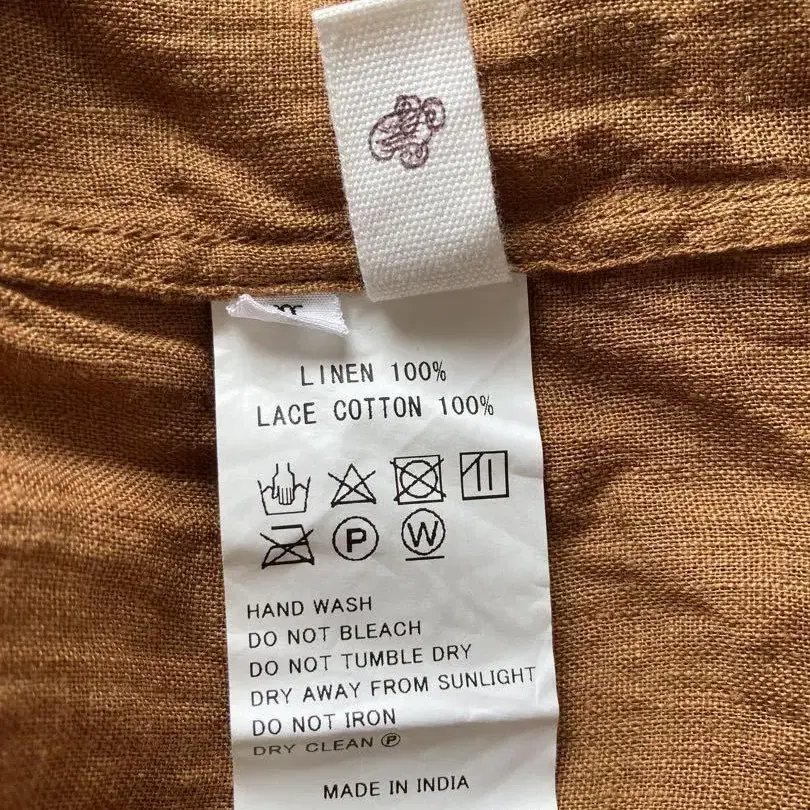 LINEN 100%
LACE COTTON 100%
P W
HAND WASH
DO NOT BLEACH
DO NOT TUMBLE DRY
DRY AWAY FROM SUNLIGHT
DO NOT IRON
DRY CLEAN Ⓟ
MADE IN INDIA